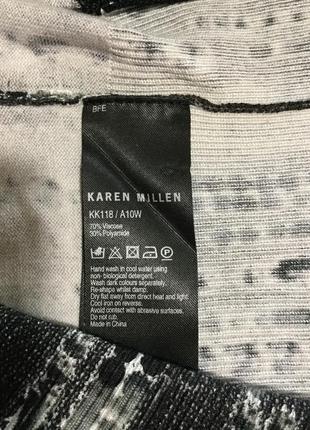 BFE
KAREN MILLEN
KK118 / A10W
70% Viscose
30% Polyamide
Hand wash in cool water using
non-bio detergent.
Wash dark colours separately.
Re-shape whilst damp.
Dry flat away from direct heat and light.
Cool iron on reverse.
Avoid contact with abrasive surfaces.
Do not rub.
Made in
China